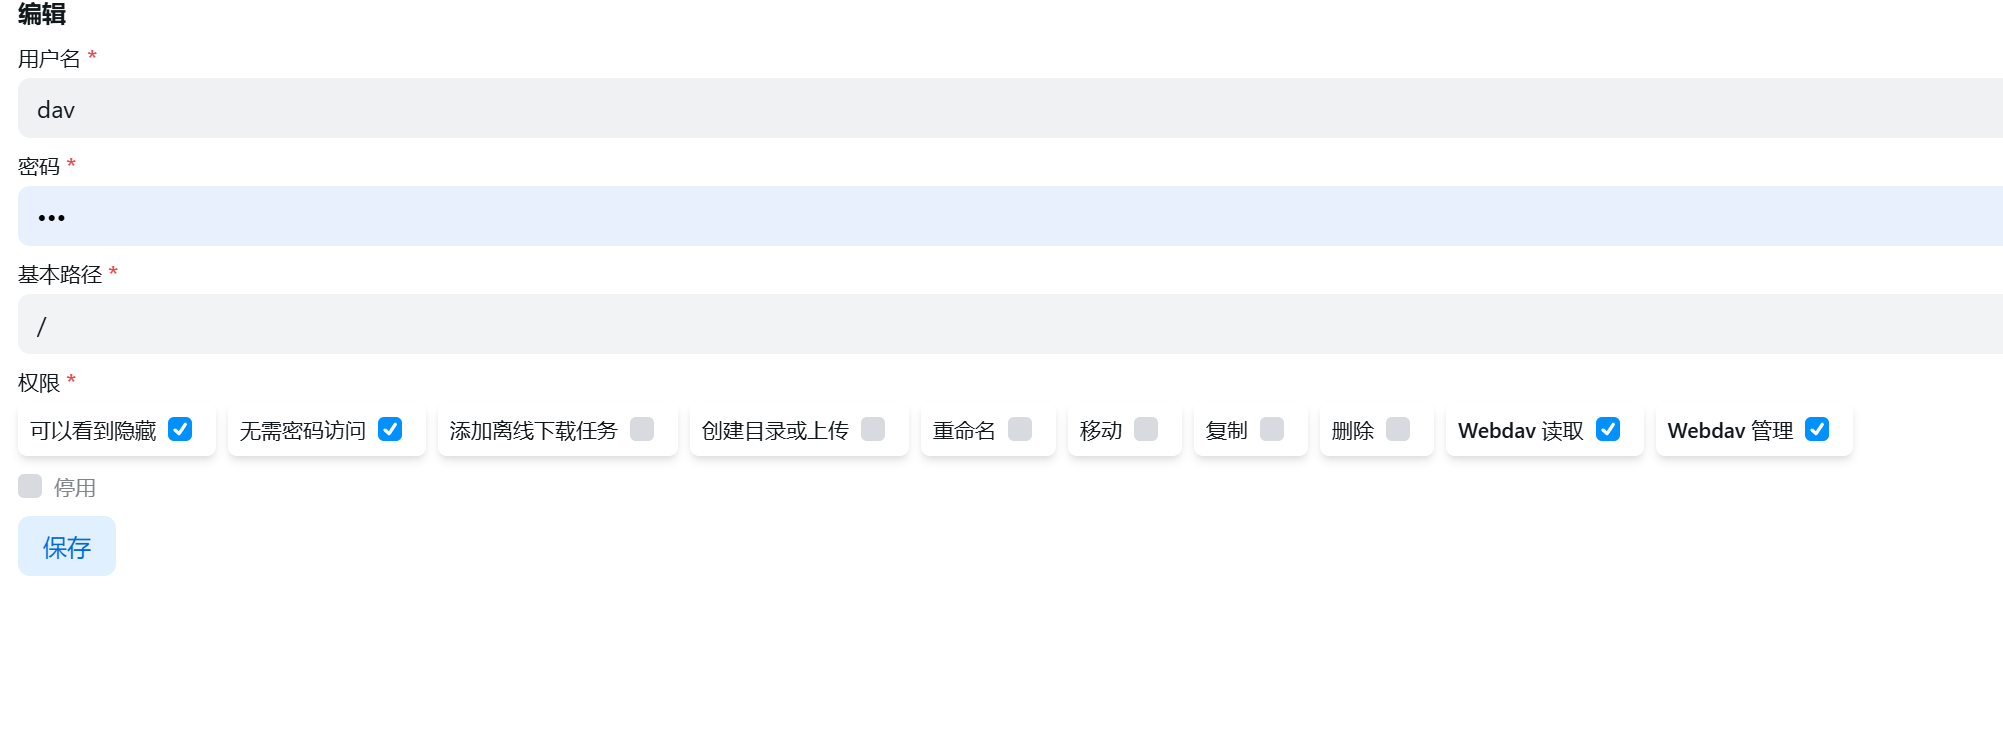 编辑
用户名 *
dav
密码 *
•••
基本路径 *
/
权限 *
可以看到隐藏 无需密码访问 添加离线下载任务 创建目录或上传 重命名 移动 复制 删除 Webdav 读取 Webdav 管理
停用
保存